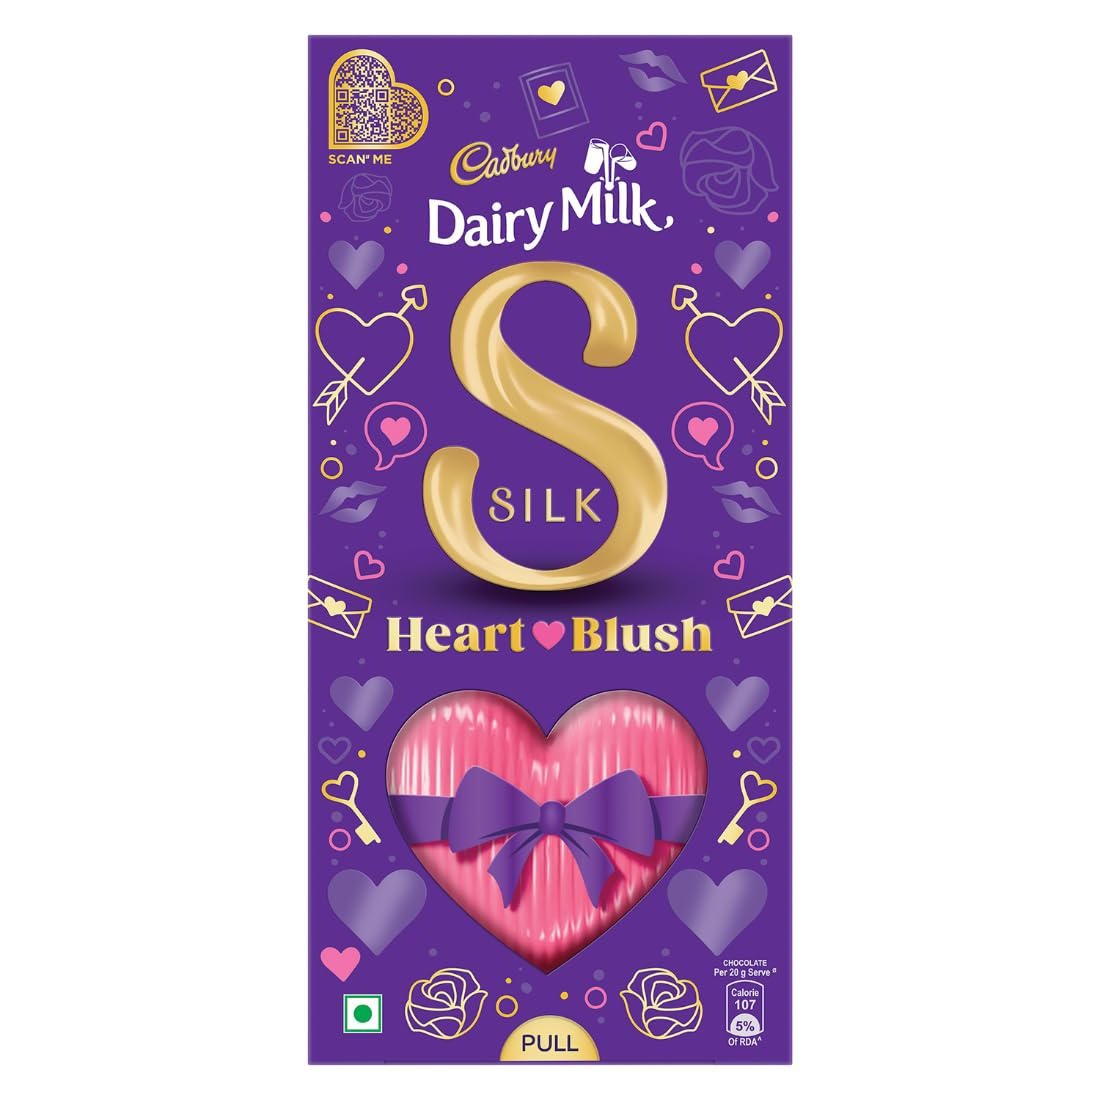 SCAN# ME
Cadbury
Dairy Milk
SILK
Heart Blush
CHOCOLATE
Per 20 g Serve
Calorie
107
5%
Of RDA^
PULL